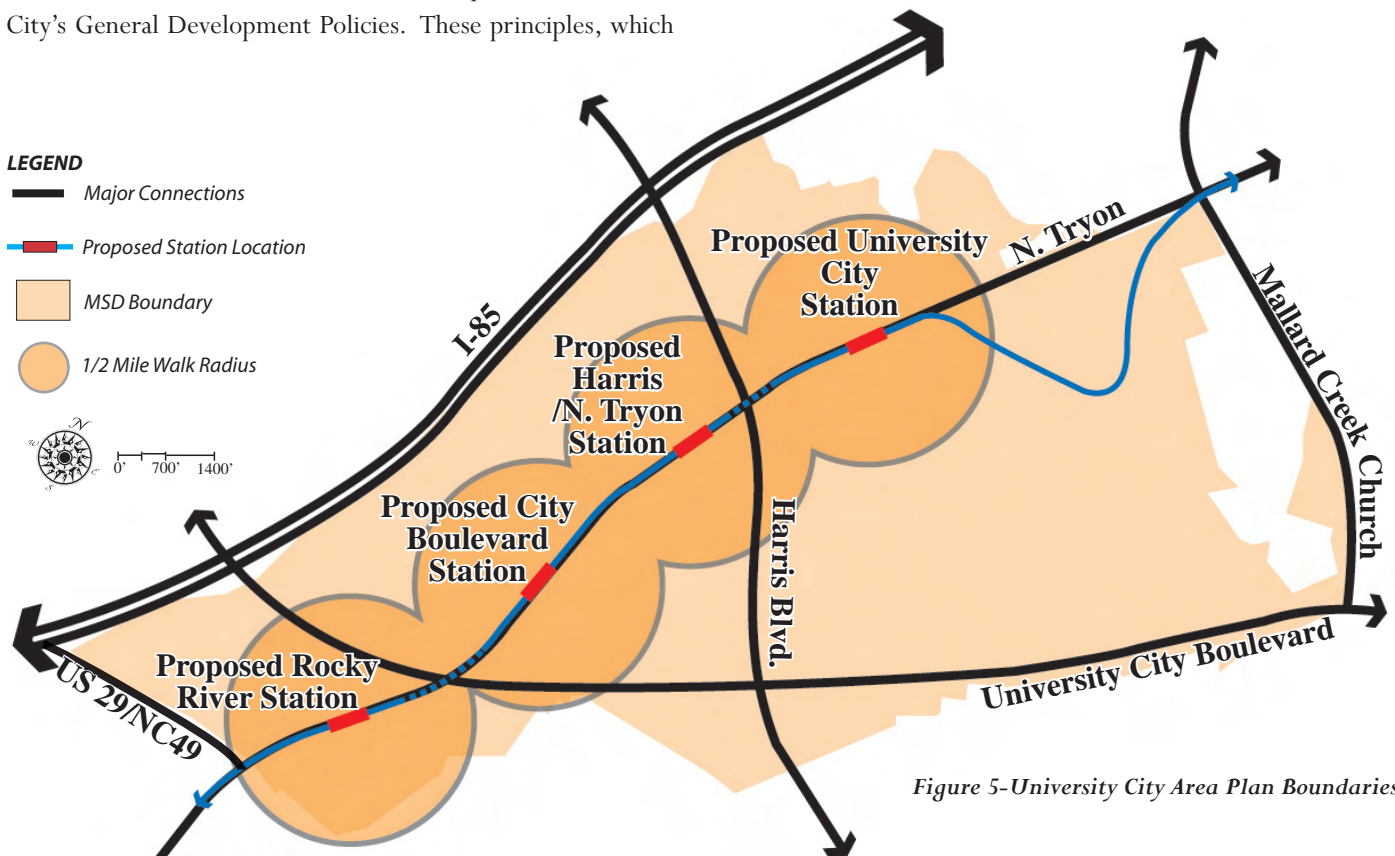 City's General Development Policies. These principles, which
LEGEND
Major Connections
Proposed Station Location
MSD Boundary
1/2 Mile Walk Radius
N
W
E
S
0' 700' 1400'
I-85
Proposed University
City
Station
N. Tryon
Proposed
Harris
/N. Tryon
Station
Mallard Creek Church
Proposed City
Boulevard
Station
Harris Blvd.
Proposed Rocky
River Station
US 29/NC49
University City Boulevard
Figure 5-University City Area Plan Boundaries